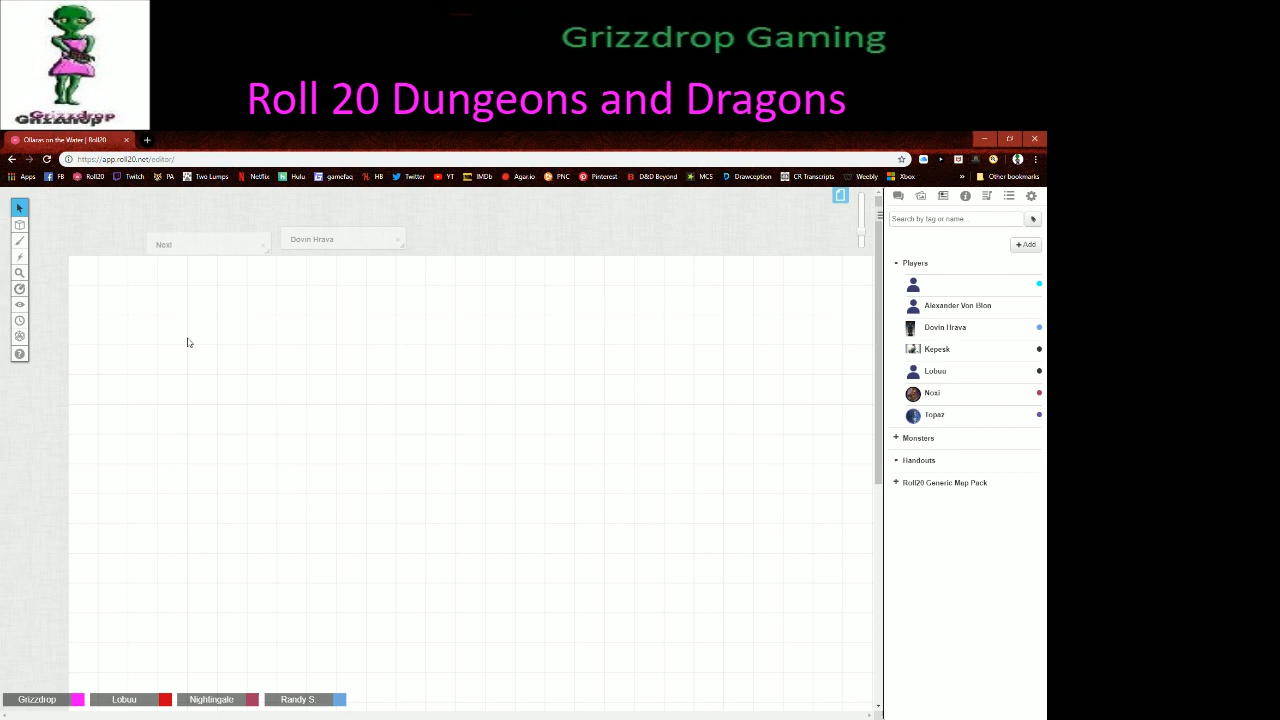 Grizzdrop Gaming
Roll 20 Dungeons and Dragons
Grizzdrop
Grizzdrop
Ollaras on the Water | Roll20
https://app.roll20.net/editor/
Apps FB Roll20 Twitch PA Two Lumps Netflix Hulu gamefaq HB Twitter YT IMDb Agar.io PNC Pinterest D&D Beyond MCS Drawception CR Transcripts Weebly Xbox » Other bookmarks
Search by tag or name...
+ Add
Noxi
Dovin Hrava
Players
Alexander Von Blon
Dovin Hrava
Kepesk
Lobuu
Noxi
Topaz
Monsters
Handouts
Roll20 Generic Map Pack
Grizzdrop Lobuu Nightingale Randy S.